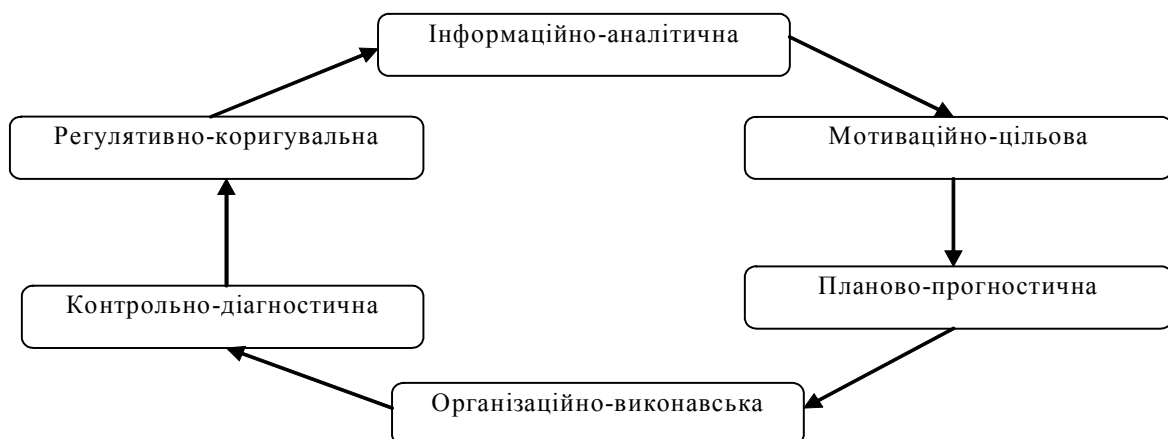 Інформаційно-аналітична
Регулятивно-коригувальна
Мотиваційно-цільова
Контрольно-діагностична
Планово-прогностична
Організаційно-виконавська